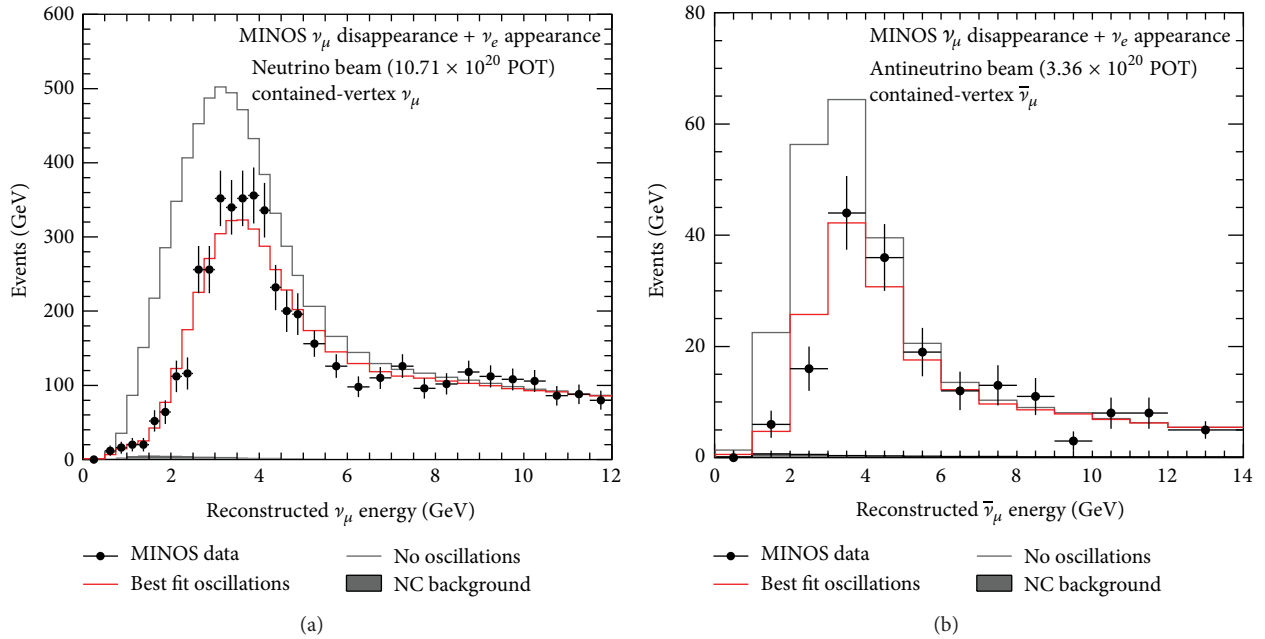 MINOS νμ disappearance + νe appearance
Neutrino beam (10.71 × 10²⁰ POT)
contained-vertex νμ
600
500
400
300
200
100
0
Events (GeV)
0 2 4 6 8 10 12
Reconstructed νμ energy (GeV)
MINOS data
No oscillations
Best fit oscillations
NC background
(a)
MINOS νμ disappearance + νe appearance
Antineutrino beam (3.36 × 10²⁰ POT)
contained-vertex ν̅μ
80
60
40
20
0
Events (GeV)
0 2 4 6 8 10 12 14
Reconstructed ν̅μ energy (GeV)
MINOS data
No oscillations
Best fit oscillations
NC background
(b)